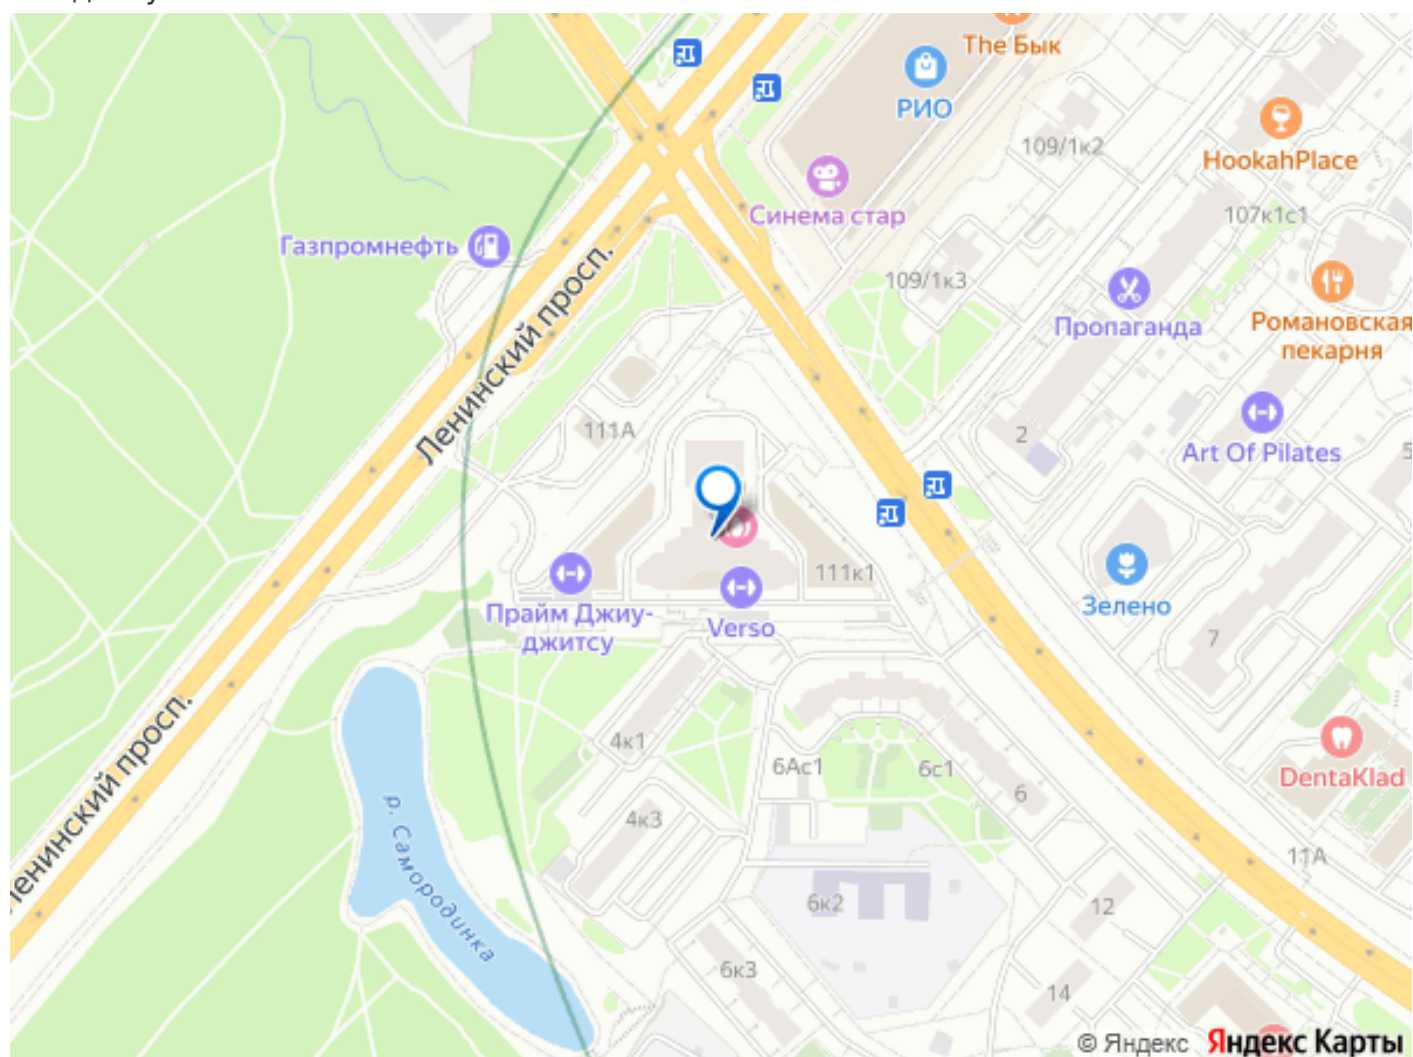 The Бык
РИО
109/1к2
HookahPlace
Синема стар
107к1с1
Газпромнефть
109/1к3
Пропаганда
Романовская
пекарня
Ленинский просп.
111А
2
Art Of Pilates
5
111к1
Зелено
Прайм Джиу-
джитсу
Verso
7
4к1
6Ас1
6с1
6
DentaKlad
Ленинский просп.
4к3
р. Самородинка
11А
6к2
12
6к3
14
© Яндекс Яндекс Карты